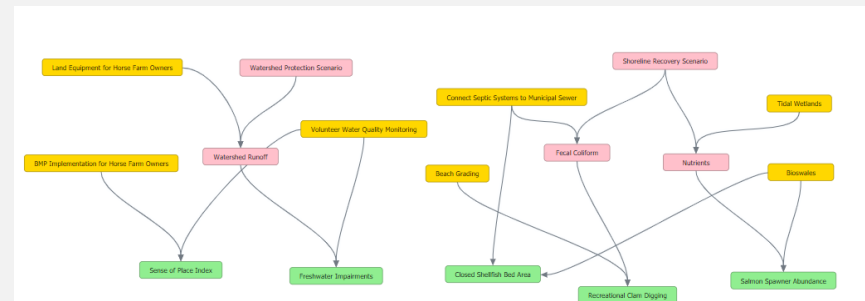 Land Equipment for Horse Farm Owners
Watershed Protection Scenario
Shoreline Recovery Scenario
Connect Septic Systems to Municipal Sewer
Tidal Wetlands
Volunteer Water Quality Monitoring
BMP Implementation for Horse Farm Owners
Watershed Runoff
Fecal Coliform
Nutrients
Beach Grading
Bioswales
Sense of Place Index
Freshwater Impairments
Closed Shellfish Bed Area
Salmon Spawner Abundance
Recreational Clam Digging